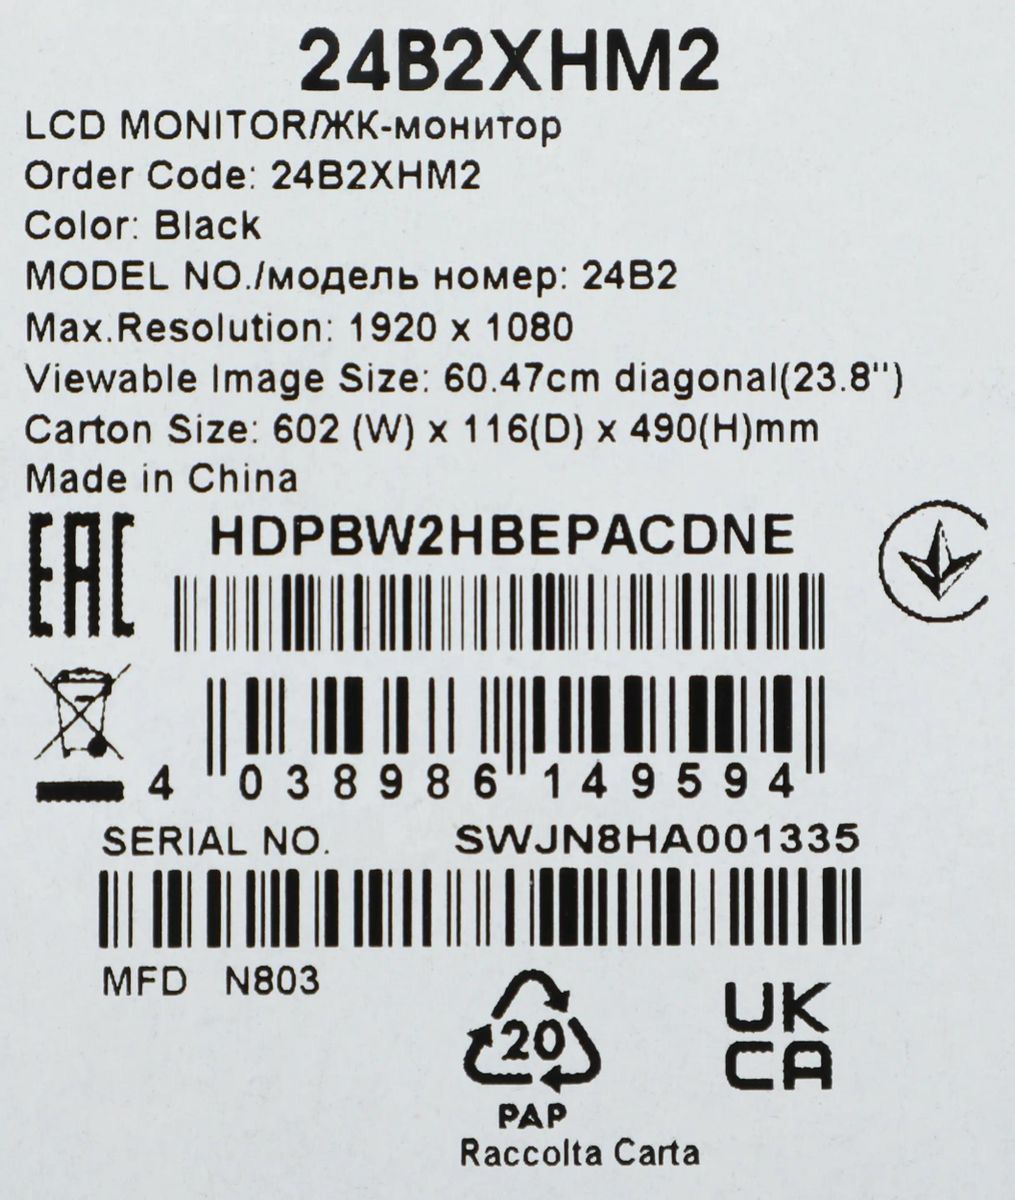 24B2XHM2
LCD MONITOR/ЖК-монитор
Order Code: 24B2XHM2
Color: Black
MODEL NO./модель номер: 24B2
Max.Resolution: 1920 x 1080
Viewable Image Size: 60.47cm diagonal(23.8")
Carton Size: 602 (W) x 116(D) x 490(H)mm
Made in China
EAC
HDPBW2HBEPACDNE
4 038986 149594
SERIAL NO. SWJN8HA001335
MFD N803
20
PAP
Raccolta Carta
UK
CA